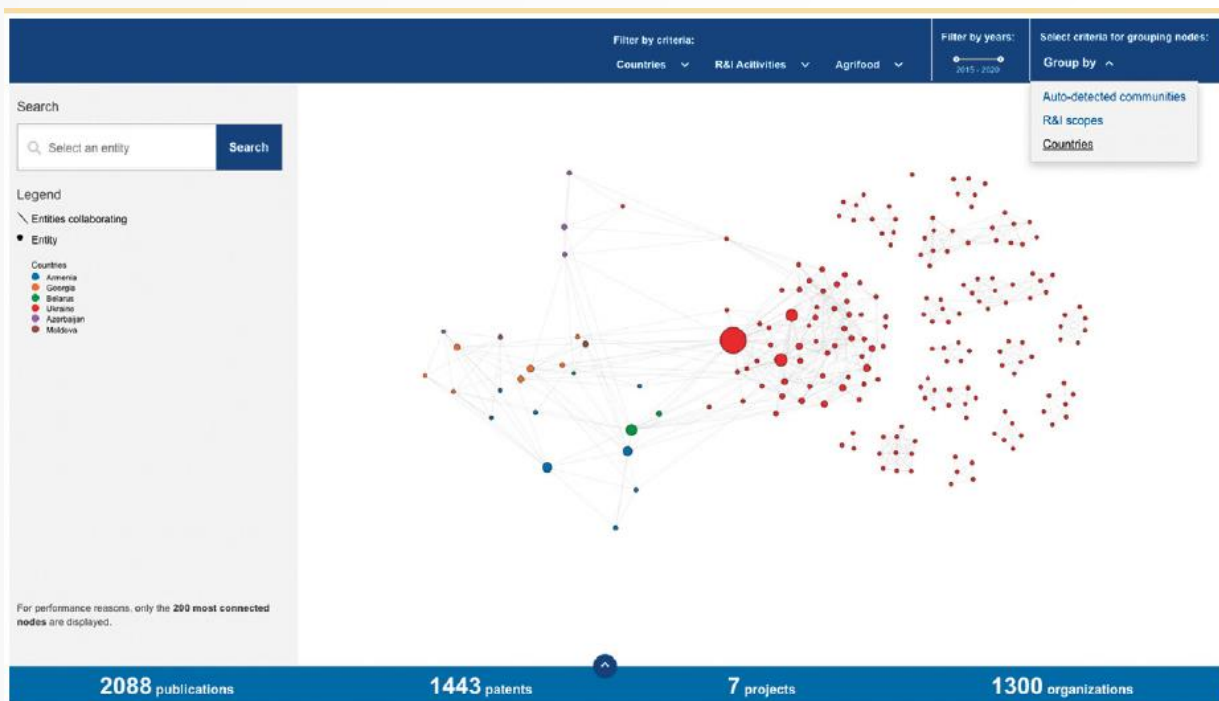 Filter by criteria:
Countries
R&I Acitivities
Agrifood
Filter by years:
2015 - 2020
Select criteria for grouping nodes:
Group by
Auto-detected communities
R&I scopes
Countries
Search
Select an entity
Search
Legend
Entities collaborating
Entity
Countries
Armenia
Georgia
Belarus
Ukraine
Azerbaijan
Moldova
For performance reasons, only the 200 most connected
nodes are displayed.
2088 publications
1443 patents
7 projects
1300 organizations